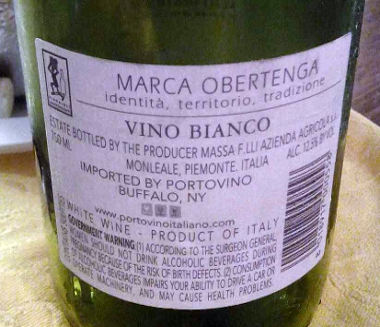 MARCA OBERTENGA
identità, territorio, tradizione
VINO BIANCO
ESTATE BOTTLED BY THE PRODUCER MASSA F.LLI AZIENDA AGRICOLA s.s.
750 ML
MONLEALE, PIEMONTE, ITALIA
ALC. 12.5% BY VOL
IMPORTED BY PORTOVINO
BUFFALO, NY
www.portovinoitaliano.com
WHITE WINE - PRODUCT OF ITALY
GOVERNMENT WARNING: (1) ACCORDING TO THE SURGEON GENERAL,
WOMEN SHOULD NOT DRINK ALCOHOLIC BEVERAGES DURING
PREGNANCY BECAUSE OF THE RISK OF BIRTH DEFECTS. (2) CONSUMPTION
OF ALCOHOLIC BEVERAGES IMPAIRS YOUR ABILITY TO DRIVE A CAR OR
OPERATE MACHINERY, AND MAY CAUSE HEALTH PROBLEMS.